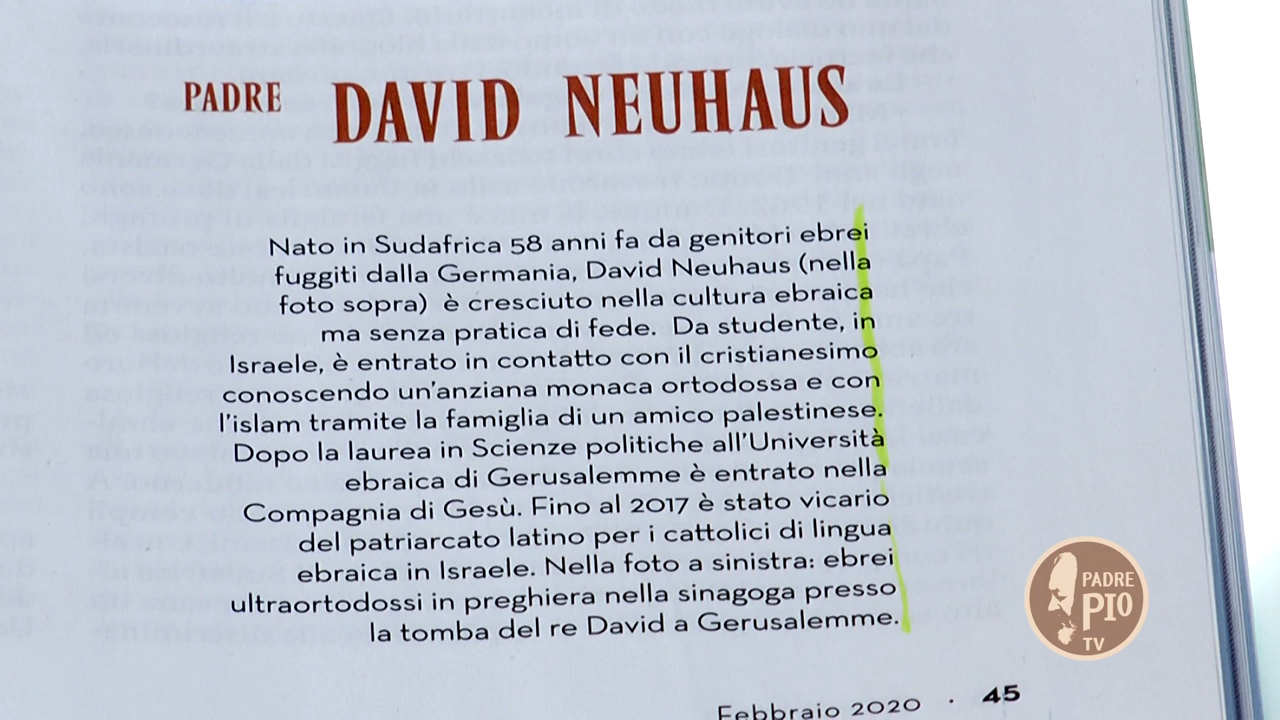 PADRE DAVID NEUHAUS
Nato in Sudafrica 58 anni fa da genitori ebrei
fuggiti dalla Germania, David Neuhaus (nella
foto sopra) è cresciuto nella cultura ebraica
ma senza pratica di fede. Da studente, in
Israele, è entrato in contatto con il cristianesimo
conoscendo un'anziana monaca ortodossa e con
l'islam tramite la famiglia di un amico palestinese.
Dopo la laurea in Scienze politiche all'Università
ebraica di Gerusalemme è entrato nella
Compagnia di Gesù. Fino al 2017 è stato vicario
del patriarcato latino per i cattolici di lingua
ebraica in Israele. Nella foto a sinistra: ebrei
ultraortodossi in preghiera nella sinagoga presso
la tomba del re David a Gerusalemme.
Febbraio 2020 · 45
PADRE
PIO
TV